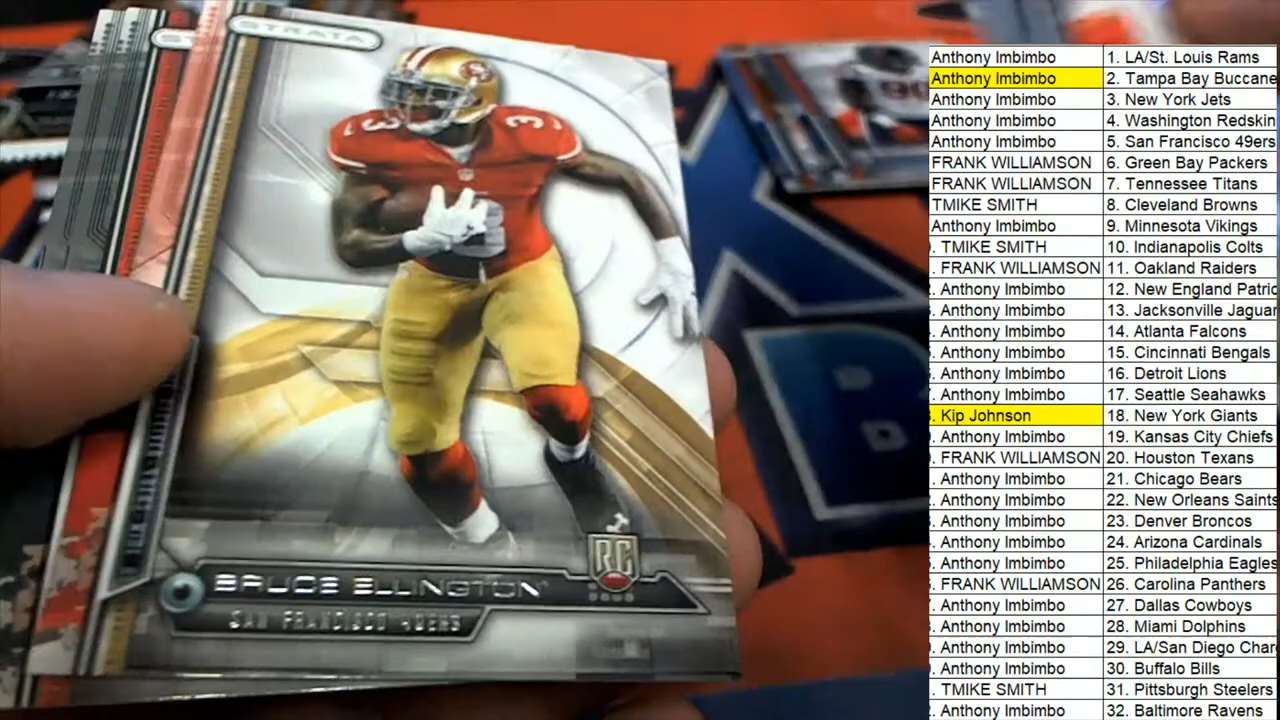 STRATA
3
3
RC
BRUCE ELLINGTON
SAN FRANCISCO 49ERS
Anthony Imbimbo 1. LA/St. Louis Rams
Anthony Imbimbo 2. Tampa Bay Buccane
Anthony Imbimbo 3. New York Jets
Anthony Imbimbo 4. Washington Redskin
Anthony Imbimbo 5. San Francisco 49ers
FRANK WILLIAMSON 6. Green Bay Packers
FRANK WILLIAMSON 7. Tennessee Titans
TMIKE SMITH 8. Cleveland Browns
Anthony Imbimbo 9. Minnesota Vikings
. TMIKE SMITH 10. Indianapolis Colts
. FRANK WILLIAMSON 11. Oakland Raiders
. Anthony Imbimbo 12. New England Patric
. Anthony Imbimbo 13. Jacksonville Jaguar
. Anthony Imbimbo 14. Atlanta Falcons
. Anthony Imbimbo 15. Cincinnati Bengals
. Anthony Imbimbo 16. Detroit Lions
. Anthony Imbimbo 17. Seattle Seahawks
. Kip Johnson 18. New York Giants
. Anthony Imbimbo 19. Kansas City Chiefs
. FRANK WILLIAMSON 20. Houston Texans
. Anthony Imbimbo 21. Chicago Bears
. Anthony Imbimbo 22. New Orleans Saints
. Anthony Imbimbo 23. Denver Broncos
. Anthony Imbimbo 24. Arizona Cardinals
. Anthony Imbimbo 25. Philadelphia Eagles
. FRANK WILLIAMSON 26. Carolina Panthers
. Anthony Imbimbo 27. Dallas Cowboys
. Anthony Imbimbo 28. Miami Dolphins
. Anthony Imbimbo 29. LA/San Diego Char
. Anthony Imbimbo 30. Buffalo Bills
. TMIKE SMITH 31. Pittsburgh Steelers
. Anthony Imbimbo 32. Baltimore Ravens